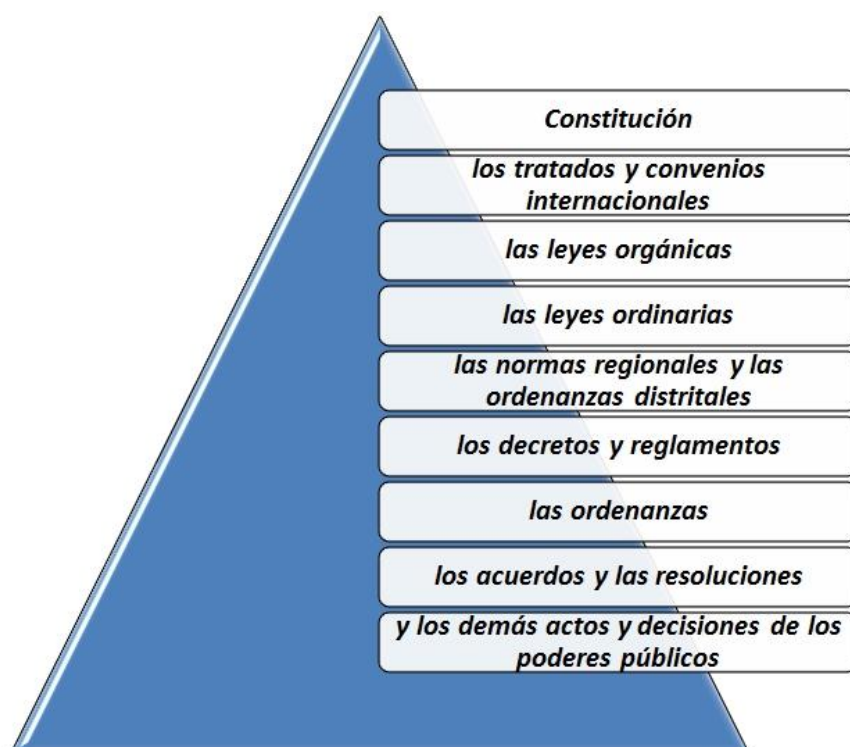 Constitución
los tratados y convenios
internacionales
las leyes orgánicas
las leyes ordinarias
las normas regionales y las
ordenanzas distritales
los decretos y reglamentos
las ordenanzas
los acuerdos y las resoluciones
y los demás actos y decisiones de los
poderes públicos